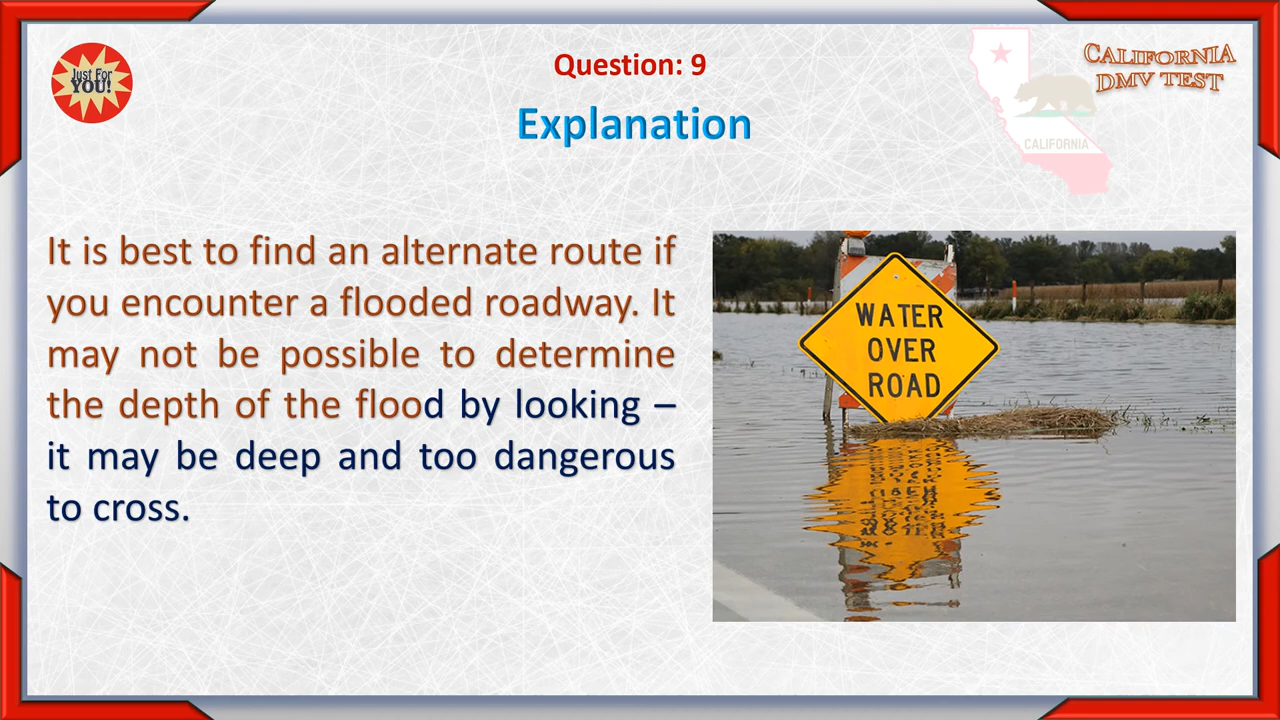 Just For
YOU!
Question: 9
CALIFORNIA
DMV TEST
Explanation
CALIFORNIA
It is best to find an alternate route if
you encounter a flooded roadway. It
may not be possible to determine
the depth of the flood by looking –
it may be deep and too dangerous
to cross.
WATER
OVER
ROAD